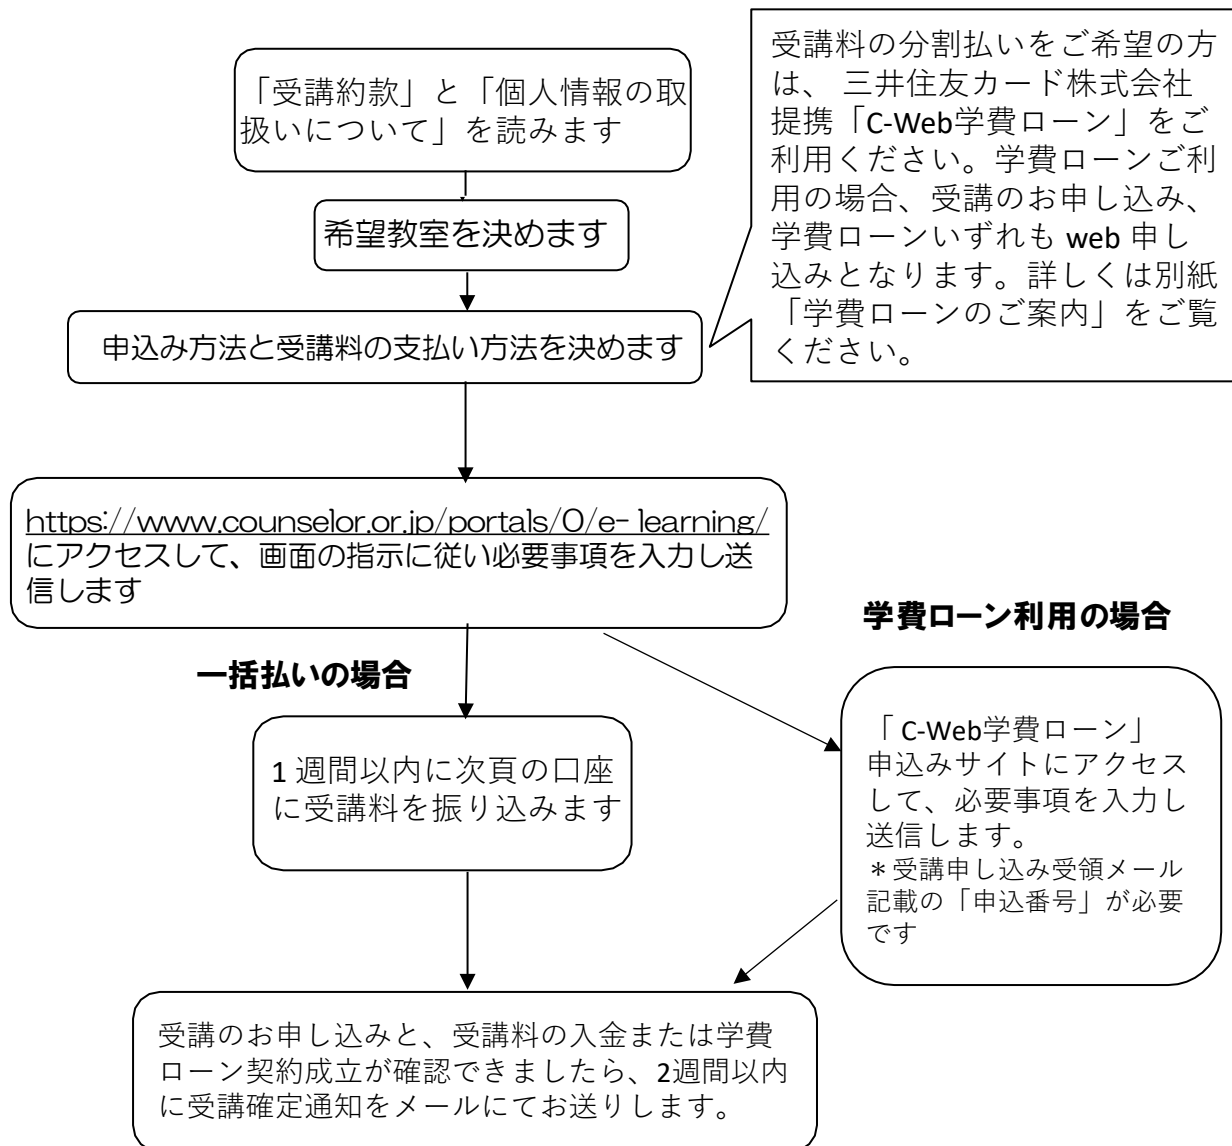 「受講約款」と「個人情報の取
扱いについて」を読みます
受講料の分割払いをご希望の方
は、 三井住友カード株式会社
提携「C-Web学費ローン」をご
利用ください。学費ローンご利
用の場合、受講のお申し込み、
学費ローンいずれも web 申し
込みとなります。詳しくは別紙
「学費ローンのご案内」をご覧
ください。
希望教室を決めます
申込み方法と受講料の支払い方法を決めます
https://www.counselor.or.jp/portals/0/e- learning/
にアクセスして、画面の指示に従い必要事項を入力し送
信します
一括払いの場合
1 週間以内に次頁の口座
に受講料を振り込みます
学費ローン利用の場合
「 C-Web学費ローン」
申込みサイトにアクセス
して、必要事項を入力し
送信します。
＊受講申し込み受領メール
記載の「申込番号」が必要
です
受講のお申し込みと、受講料の入金または学費
ローン契約成立が確認できましたら、2週間以内
に受講確定通知をメールにてお送りします。